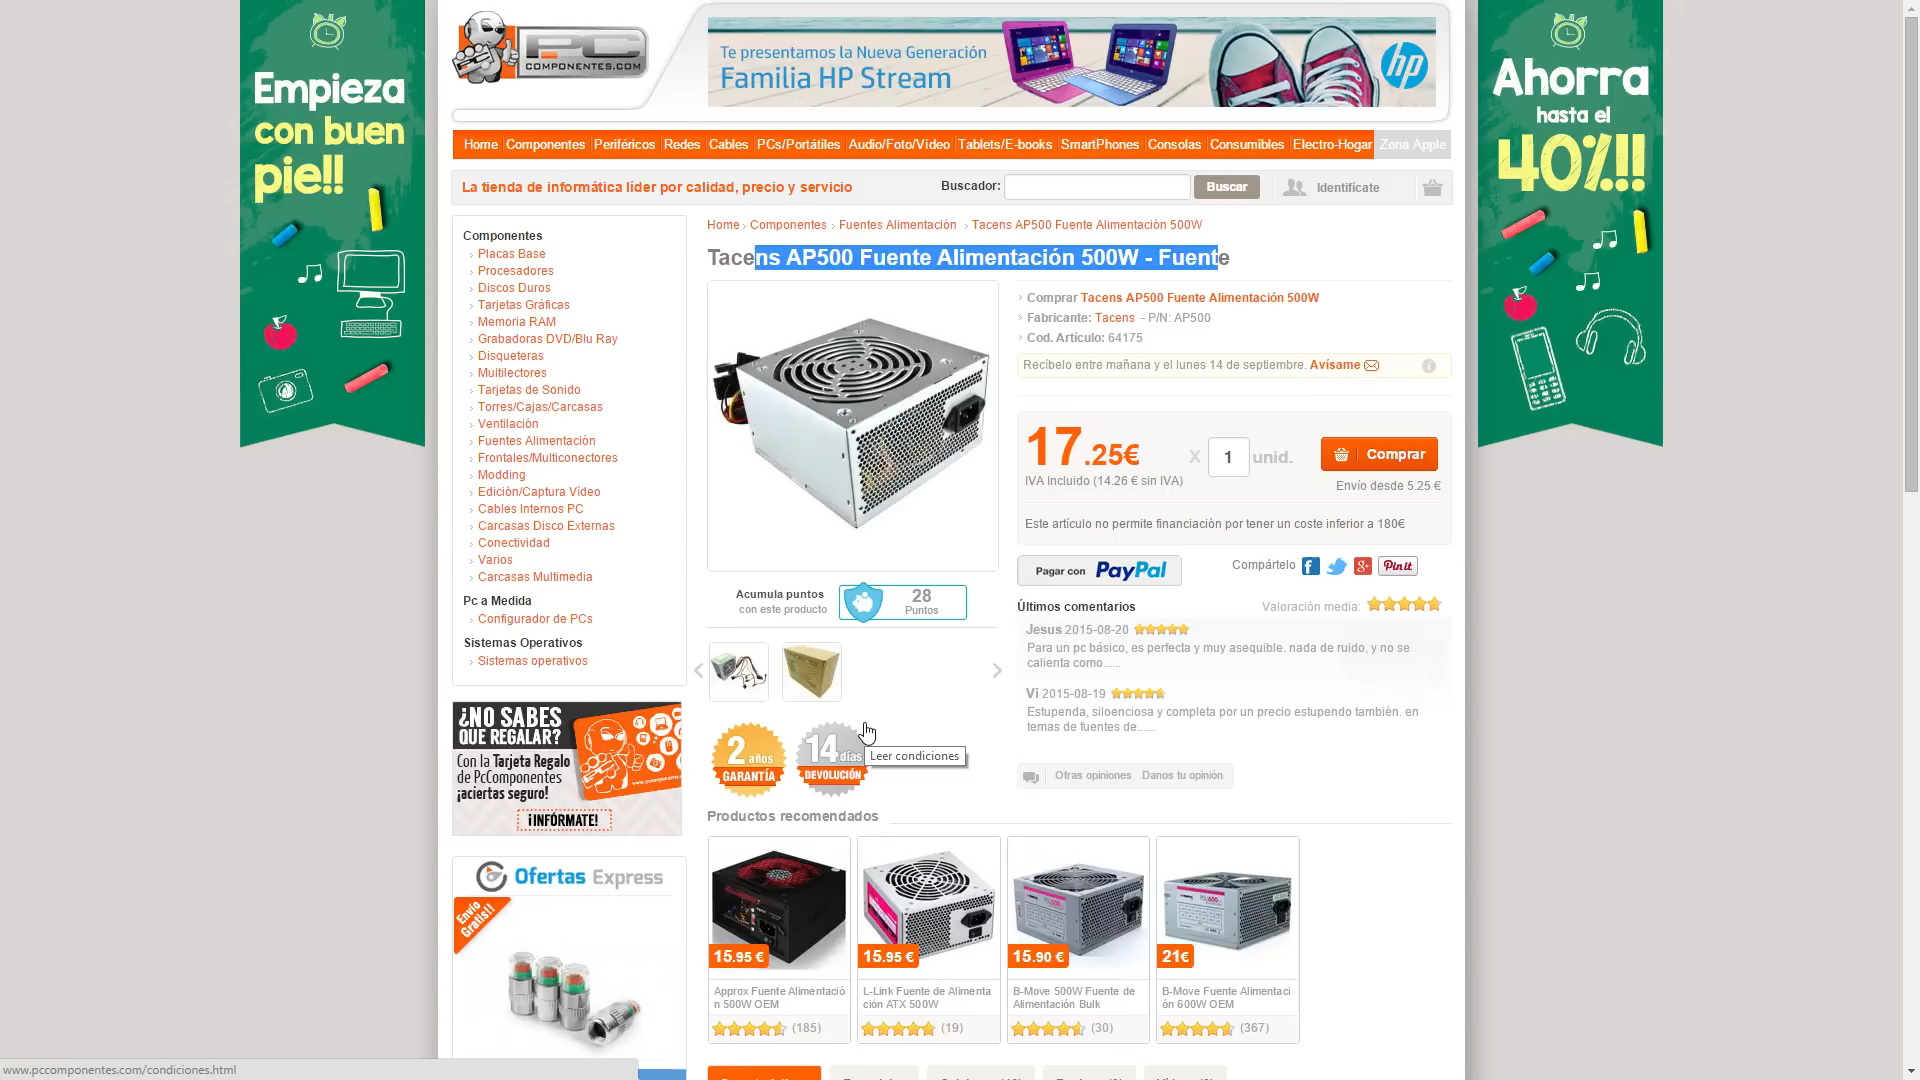 Empieza
con buen
pie!!
PC
COMPONENTES.COM
Te presentamos la Nueva Generación
Familia HP Stream
hp
Ahorra
hasta el
40%!!!
Home Componentes Periféricos Redes Cables PCs/Portátiles Audio/Foto/Vídeo Tablets/E-books SmartPhones Consolas Consumibles Electro-Hogar Zona Apple
La tienda de informática líder por calidad, precio y servicio
Buscador:
Buscar
Identifícate
Componentes
Placas Base
Procesadores
Discos Duros
Tarjetas Gráficas
Memoria RAM
Grabadoras DVD/Blu Ray
Disqueteras
Multilectores
Tarjetas de Sonido
Torres/Cajas/Carcasas
Ventilación
Fuentes Alimentación
Frontales/Multiconectores
Modding
Edición/Captura Vídeo
Cables Internos PC
Carcasas Disco Externas
Conectividad
Varios
Carcasas Multimedia
Pc a Medida
Configurador de PCs
Sistemas Operativos
Sistemas operativos
¿NO SABES
QUE REGALAR?
Con la Tarjeta Regalo
de PcComponentes
¡aciertas seguro!
¡INFÓRMATE!
Ofertas Express
Envío
Gratis!!
Home › Componentes › Fuentes Alimentación › Tacens AP500 Fuente Alimentación 500W
Tacens AP500 Fuente Alimentación 500W - Fuente
Comprar Tacens AP500 Fuente Alimentación 500W
Fabricante: Tacens - P/N: AP500
Cod. Artículo: 64175
Recíbelo entre mañana y el lunes 14 de septiembre. Avísame
17.25€
IVA Incluido (14.26 € sin IVA)
X 1 unid.
Comprar
Envío desde 5.25 €
Este artículo no permite financiación por tener un coste inferior a 180€
Pagar con PayPal
Compártelo
Pin it
Acumula puntos
con este producto
28
Puntos
Últimos comentarios
Valoración media:
Jesus 2015-08-20
Para un pc básico, es perfecta y muy asequible. nada de ruido, y no se
calienta como......
Vi 2015-08-19
Estupenda, siloenciosa y completa por un precio estupendo también. en
temas de fuentes de......
Otras opiniones Danos tu opinión
2 años
GARANTÍA
14 días
DEVOLUCIÓN
Leer condiciones
Productos recomendados
15.95 €
Approx Fuente Alimentació
n 500W OEM
(185)
15.95 €
L-Link Fuente de Alimenta
ción ATX 500W
(19)
15.90 €
B-Move 500W Fuente de
Alimentación Bulk
(30)
21€
B-Move Fuente Alimentaci
ón 600W OEM
(367)
www.pccomponentes.com/condiciones.html